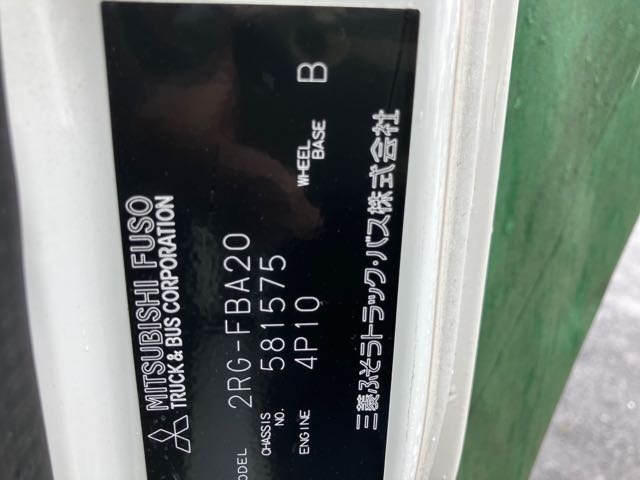 MITSUBISHI FUSO
TRUCK & BUS CORPORATION
MODEL 2RG-FBA20
CHASSIS NO. 581575
ENGINE 4P10 WHEEL BASE B
三菱ふそうトラック・バス株式会社